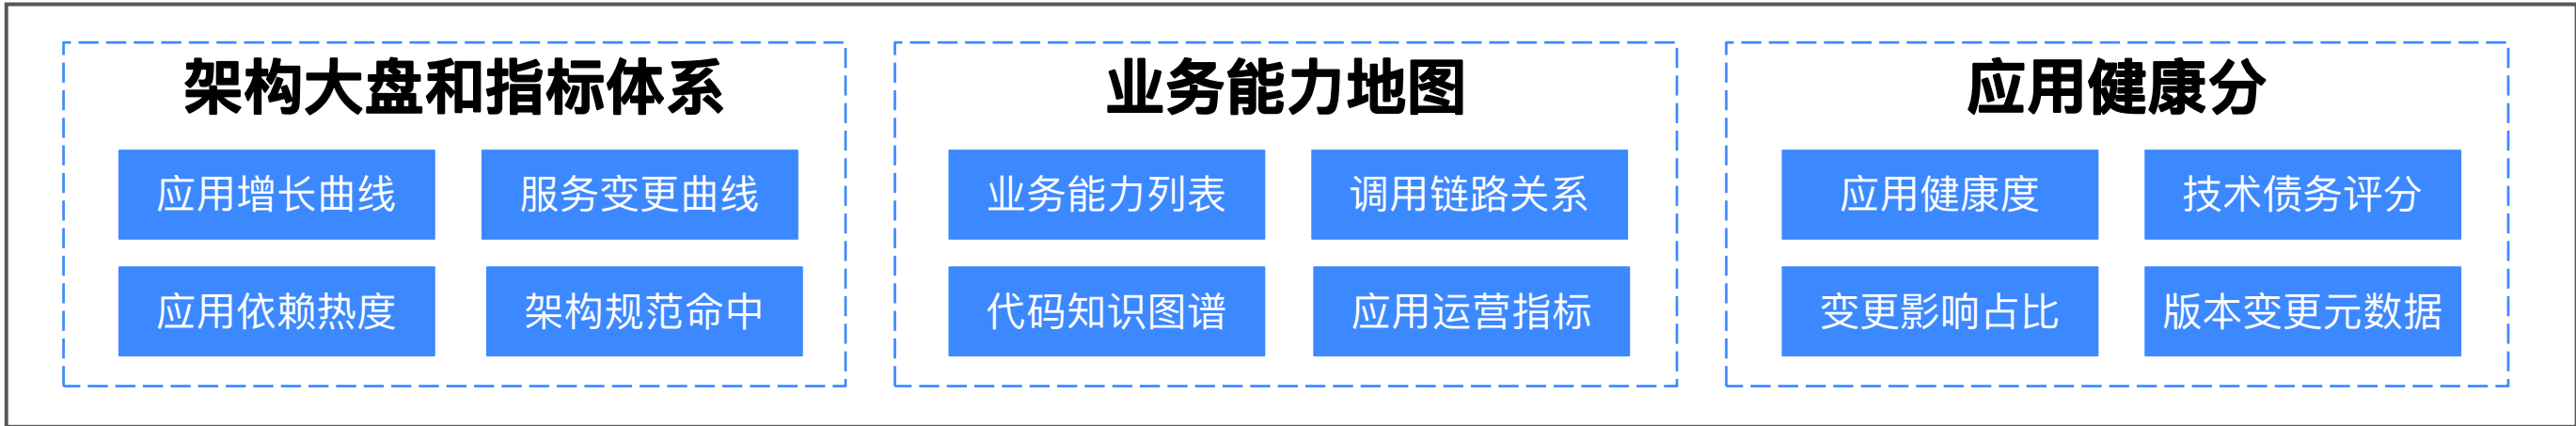 架构大盘和指标体系
应用增长曲线
服务变更曲线
应用依赖热度
架构规范命中
业务能力地图
业务能力列表
调用链路关系
代码知识图谱
应用运营指标
应用健康分
应用健康度
技术债务评分
变更影响占比
版本变更元数据